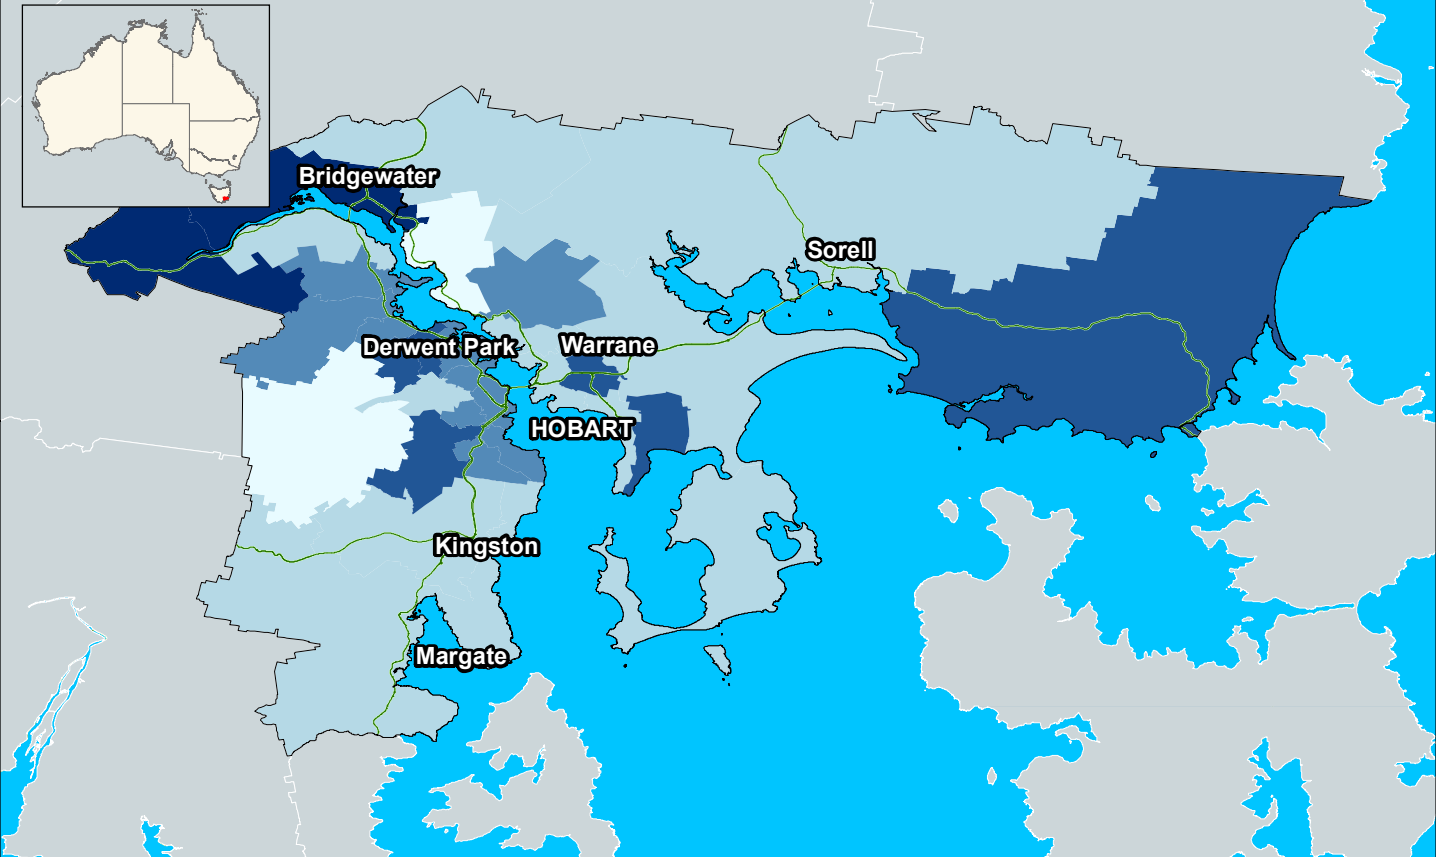 Bridgewater
Sorell
Derwent Park
Warrane
HOBART
Kingston
Margate